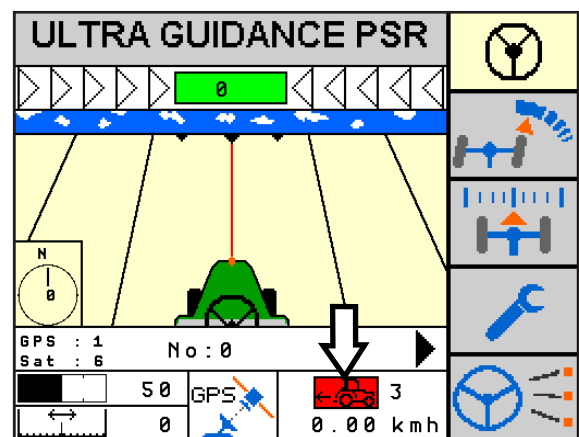 ULTRA GUIDANCE PSR
0
N
0
GPS : 1
Sat : 6
No:0
50
GPS
3
0
0.00 kmh